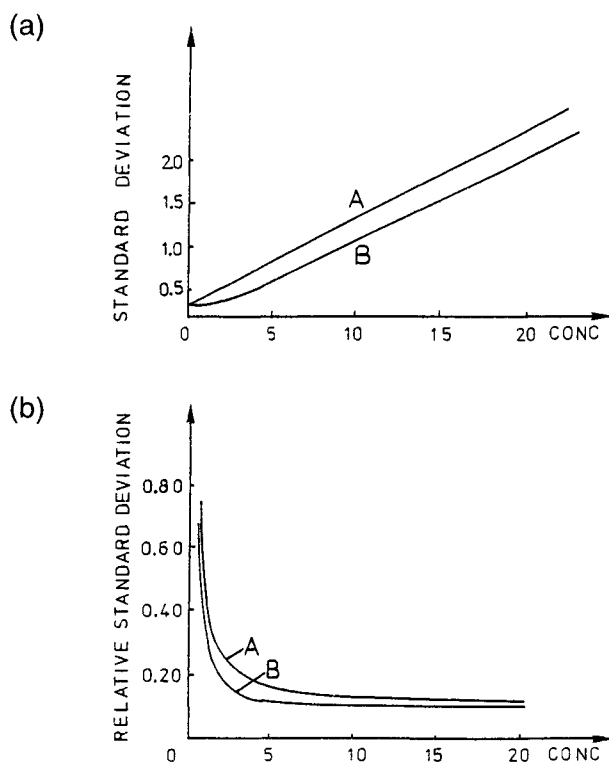 (a)
STANDARD DEVIATION
2.0
1.5
1.0
0.5
A
B
0 5 10 15 20 CONC
(b)
RELATIVE STANDARD DEVIATION
0.80
0.60
0.40
0.20
A
B
0 5 10 15 20 CONC